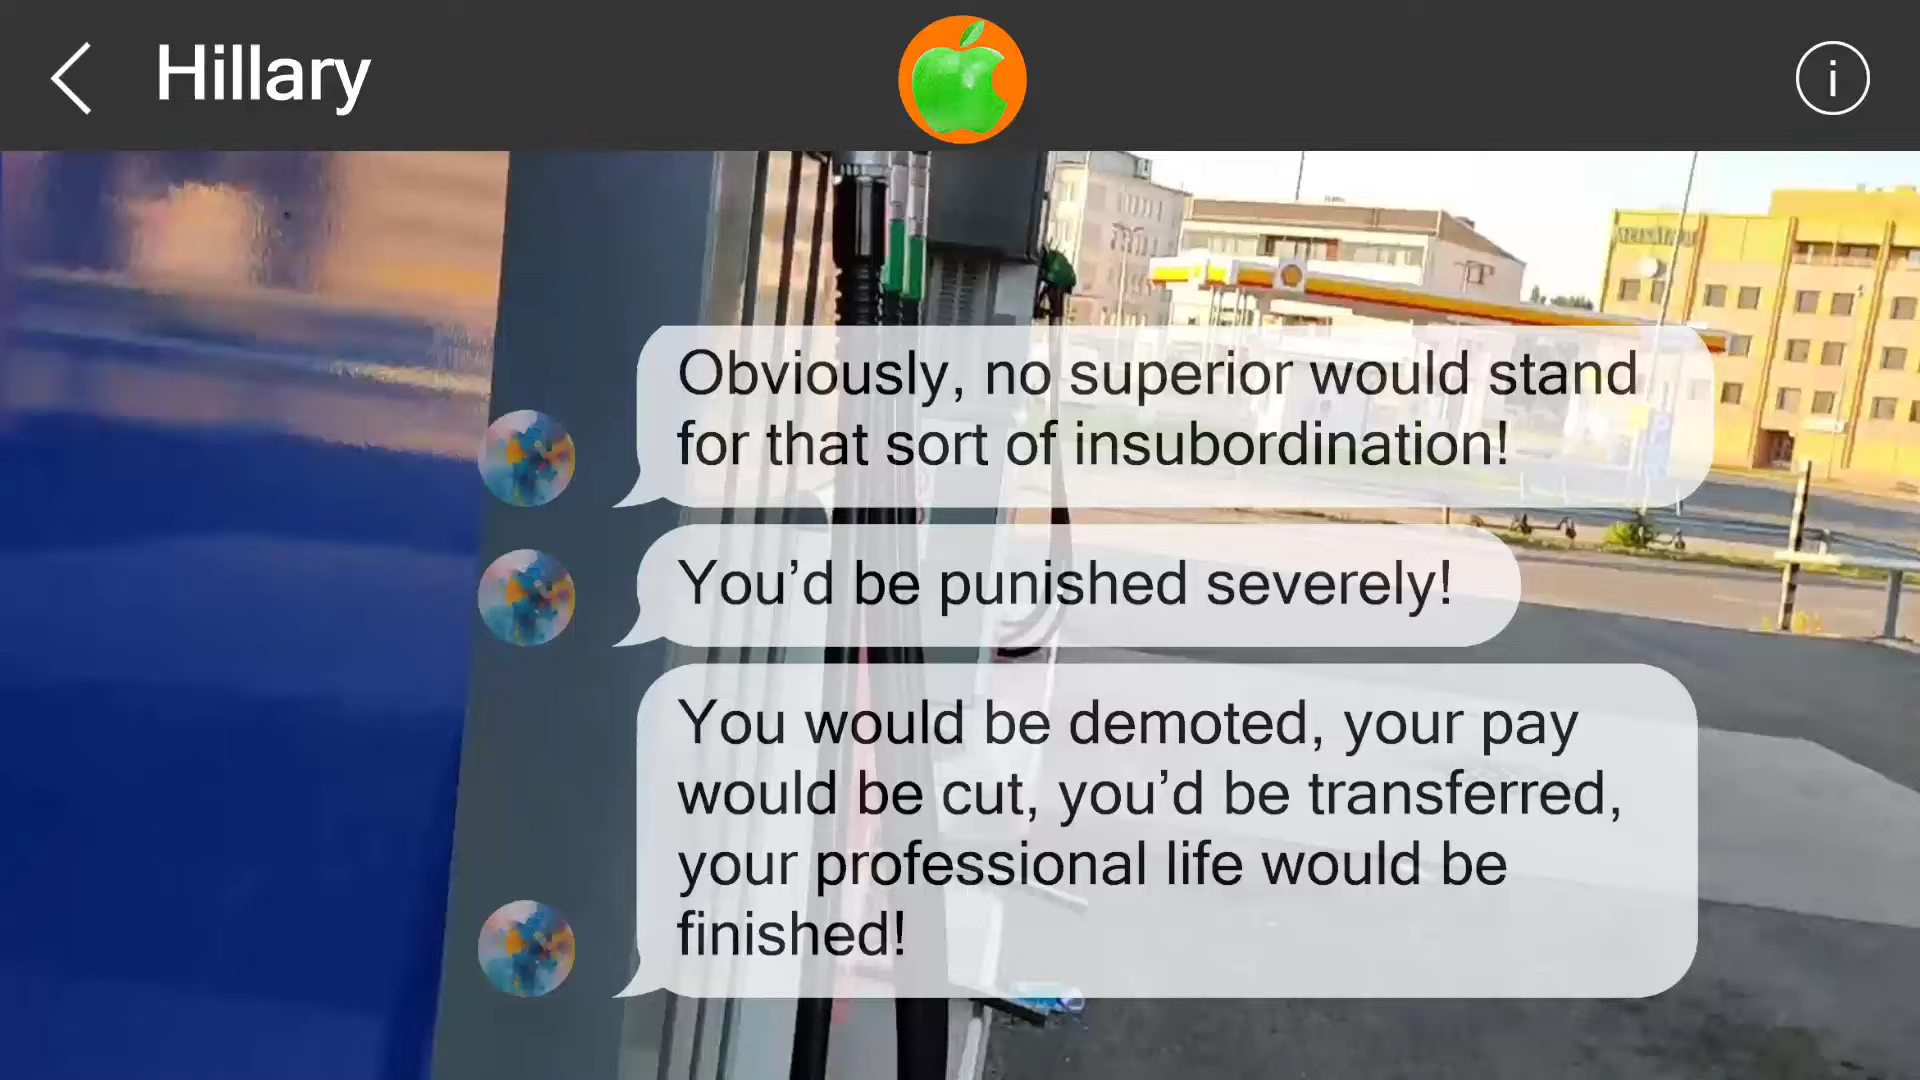 Hillary
i
Obviously, no superior would stand
for that sort of insubordination!
You’d be punished severely!
You would be demoted, your pay
would be cut, you’d be transferred,
your professional life would be
finished!